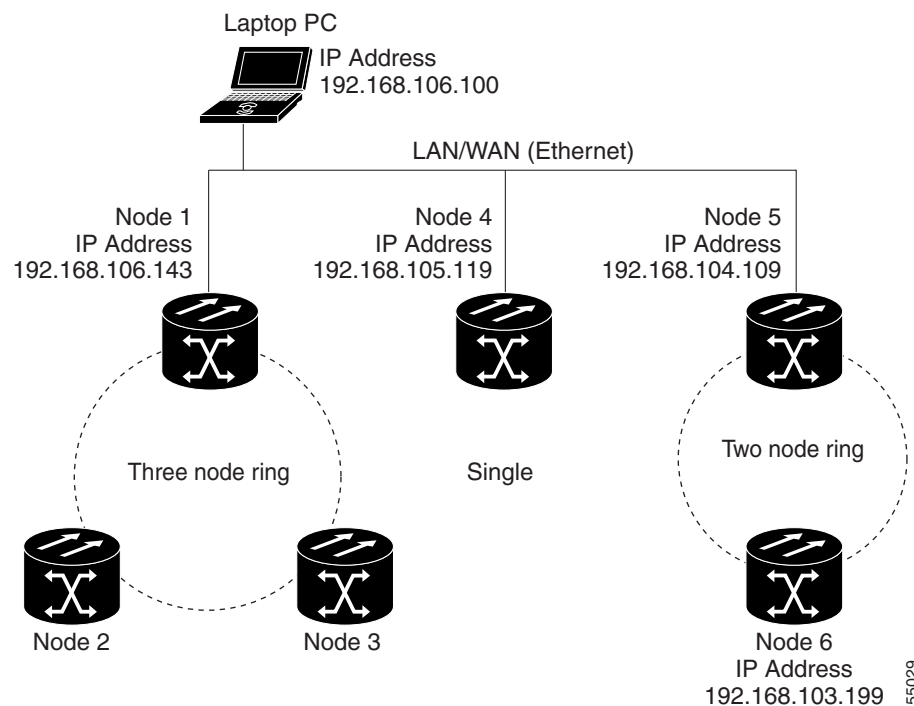 Laptop PC
IP Address
192.168.106.100
LAN/WAN (Ethernet)
Node 1
IP Address
192.168.106.143
Node 4
IP Address
192.168.105.119
Node 5
IP Address
192.168.104.109
Three node ring
Single
Two node ring
Node 2
Node 3
Node 6
IP Address
192.168.103.199
55029